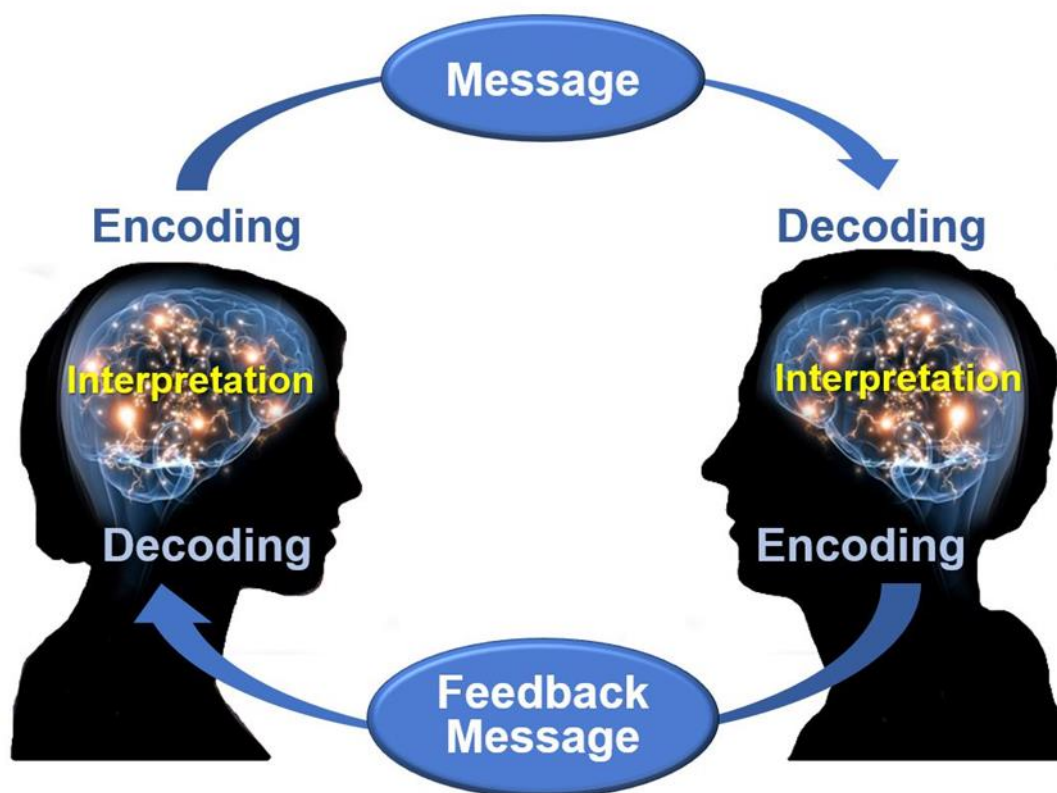 Message
Encoding
Decoding
Interpretation
Interpretation
Decoding
Encoding
Feedback
Message